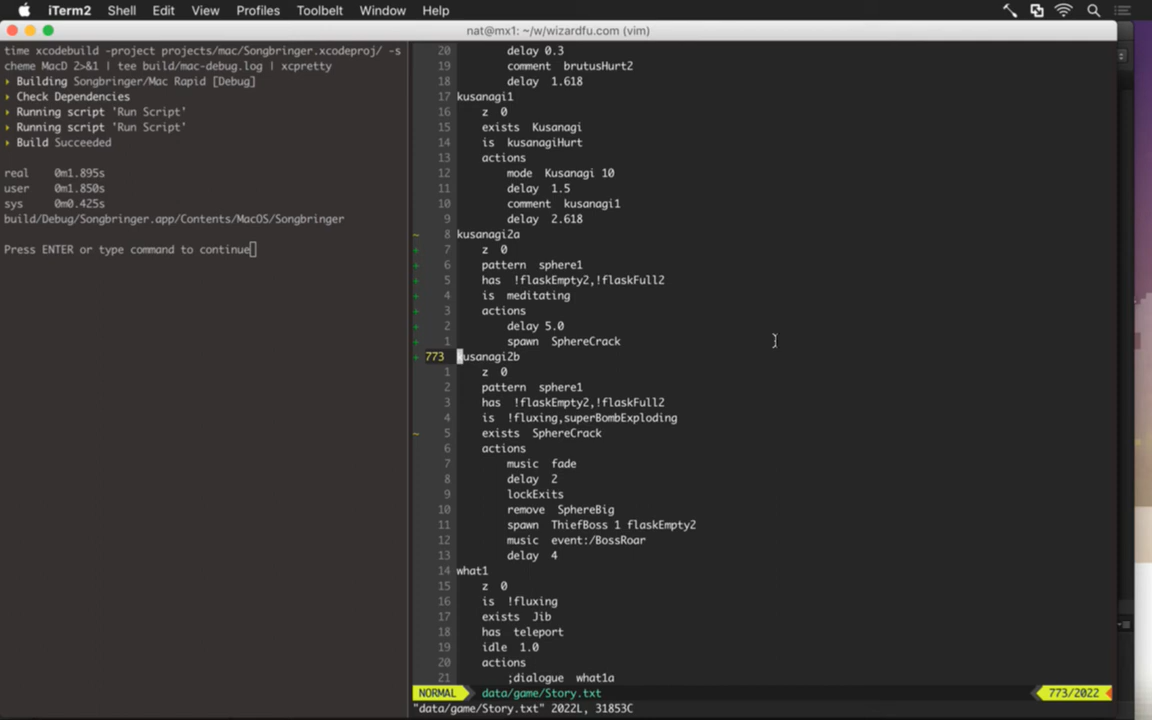 iTerm2 Shell Edit View Profiles Toolbelt Window Help
nat@mx1: ~/w/wizardfu.com (vim)
time xcodebuild -project projects/mac/Songbringer.xcodeproj/ -s
cheme MacD 2>&1 | tee build/mac-debug.log | xcpretty
▸ Building Songbringer/Mac Rapid [Debug]
▸ Check Dependencies
▸ Running script 'Run Script'
▸ Running script 'Run Script'
▸ Build Succeeded
real 0m1.895s
user 0m1.850s
sys 0m0.425s
build/Debug/Songbringer.app/Contents/MacOS/Songbringer
Press ENTER or type command to continue
20 delay 0.3
19 comment brutusHurt2
18 delay 1.618
17 kusanagi1
16 z 0
15 exists Kusanagi
14 is kusanagiHurt
13 actions
12 mode Kusanagi 10
11 delay 1.5
10 comment kusanagi1
9 delay 2.618
~ 8 kusanagi2a
+ 7 z 0
+ 6 pattern sphere1
+ 5 has !flaskEmpty2,!flaskFull2
+ 4 is meditating
+ 3 actions
+ 2 delay 5.0
+ 1 spawn SphereCrack
+ 773 kusanagi2b
1 z 0
2 pattern sphere1
3 has !flaskEmpty2,!flaskFull2
4 is !fluxing,superBombExploding
~ 5 exists SphereCrack
6 actions
7 music fade
8 delay 2
9 lockExits
10 remove SphereBig
11 spawn ThiefBoss 1 flaskEmpty2
12 music event:/BossRoar
13 delay 4
14 what1
15 z 0
16 is !fluxing
17 exists Jib
18 has teleport
19 idle 1.0
20 actions
21 ;dialogue what1a
NORMAL data/game/Story.txt 773/2022
"data/game/Story.txt" 2022L, 31853C